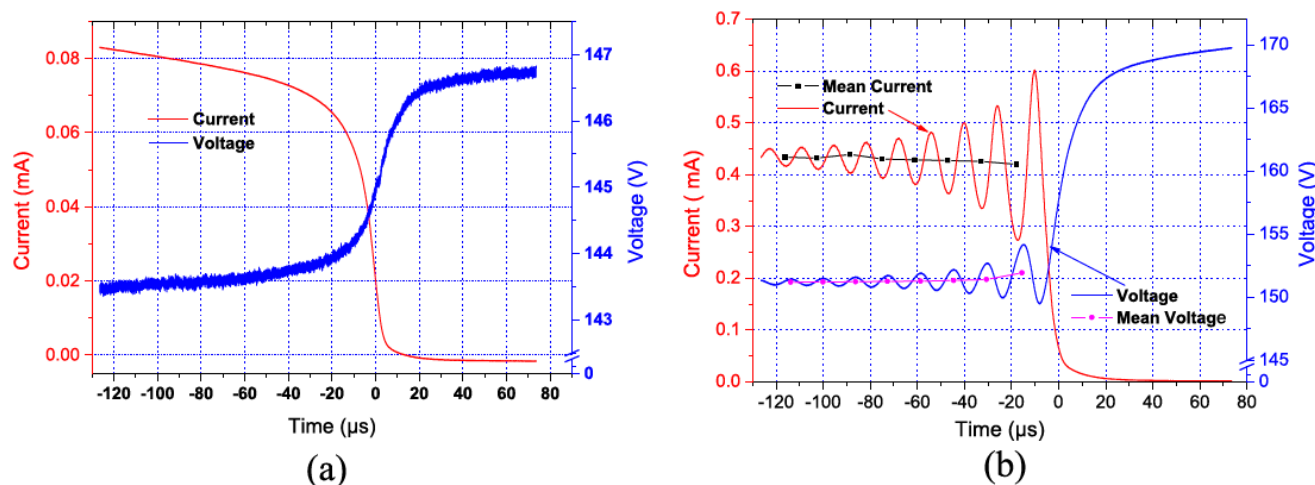 0.08
0.06
0.04
0.02
0.00
Current (mA)
Current
Voltage
147
146
145
144
143
0
Voltage (V)
-120 -100 -80 -60 -40 -20 0 20 40 60 80
Time (µs)
(a)
0.7
0.6
0.5
0.4
0.3
0.2
0.1
0.0
Current ( mA)
Mean Current
Current
Voltage
Mean Voltage
170
165
160
155
150
145
0
Voltage (V)
-120 -100 -80 -60 -40 -20 0 20 40 60 80
Time (µs)
(b)